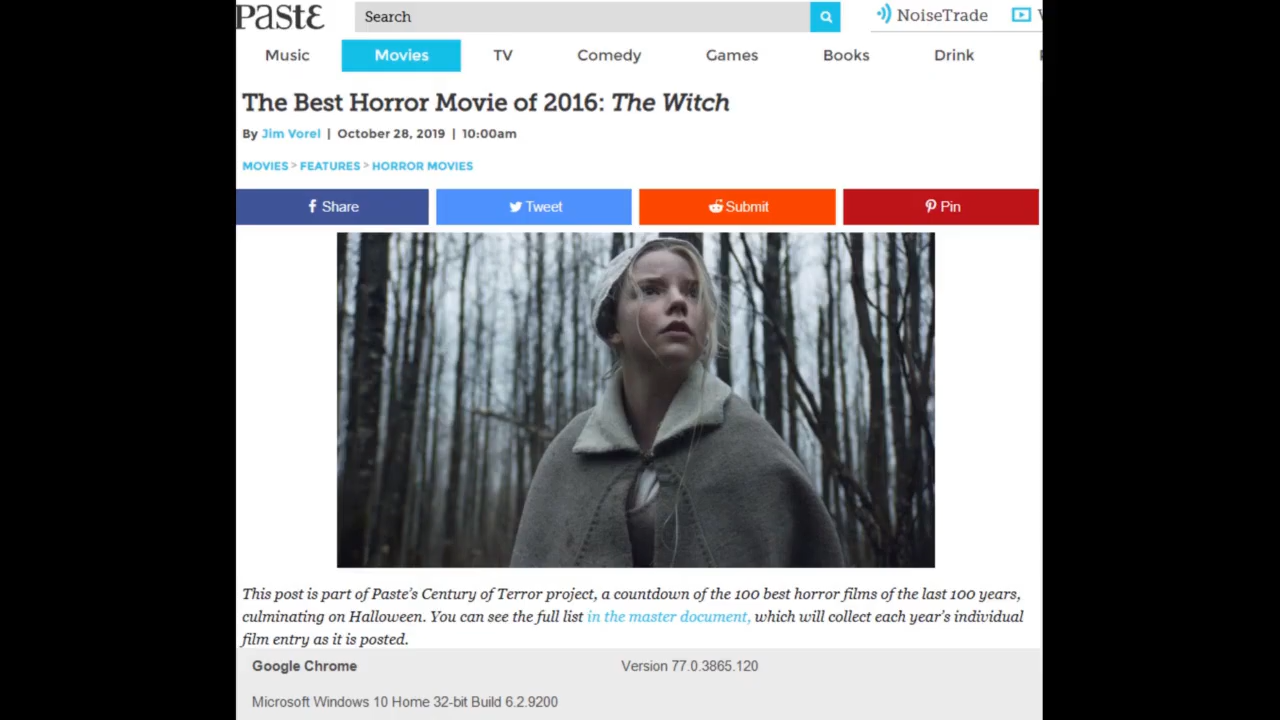 Paste
Search
NoiseTrade
Music Movies TV Comedy Games Books Drink
The Best Horror Movie of 2016: The Witch
By Jim Vorel | October 28, 2019 | 10:00am
MOVIES > FEATURES > HORROR MOVIES
Share Tweet Submit Pin
This post is part of Paste's Century of Terror project, a countdown of the 100 best horror films of the last 100 years,
culminating on Halloween. You can see the full list in the master document, which will collect each year's individual
film entry as it is posted.
Google Chrome Version 77.0.3865.120
Microsoft Windows 10 Home 32-bit Build 6.2.9200